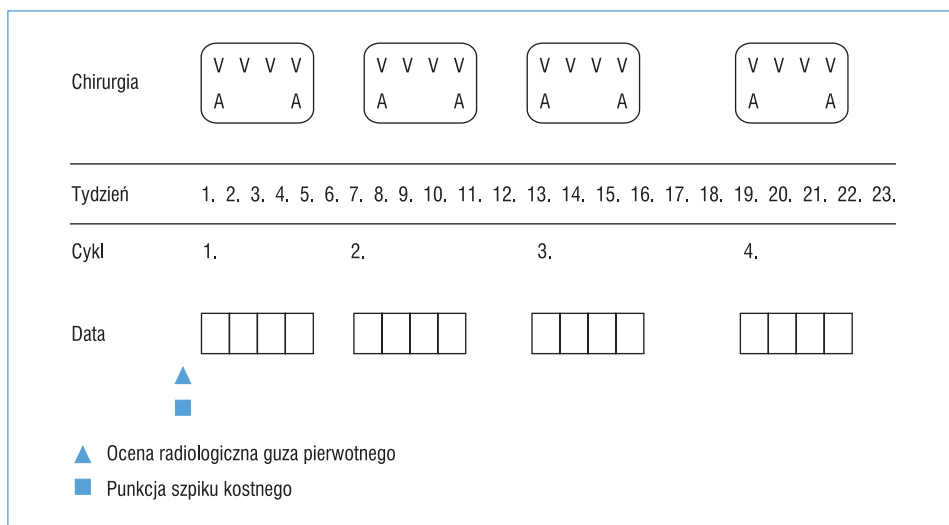 V V V V V V V V V V V V V V V V
Chirurgia
A A A A A A A A
Tydzień 1. 2. 3. 4. 5. 6. 7. 8. 9. 10. 11. 12. 13. 14. 15. 16. 17. 18. 19. 20. 21. 22. 23.
Cykl 1. 2. 3. 4.
Data
Ocena radiologiczna guza pierwotnego
Punkcja szpiku kostnego